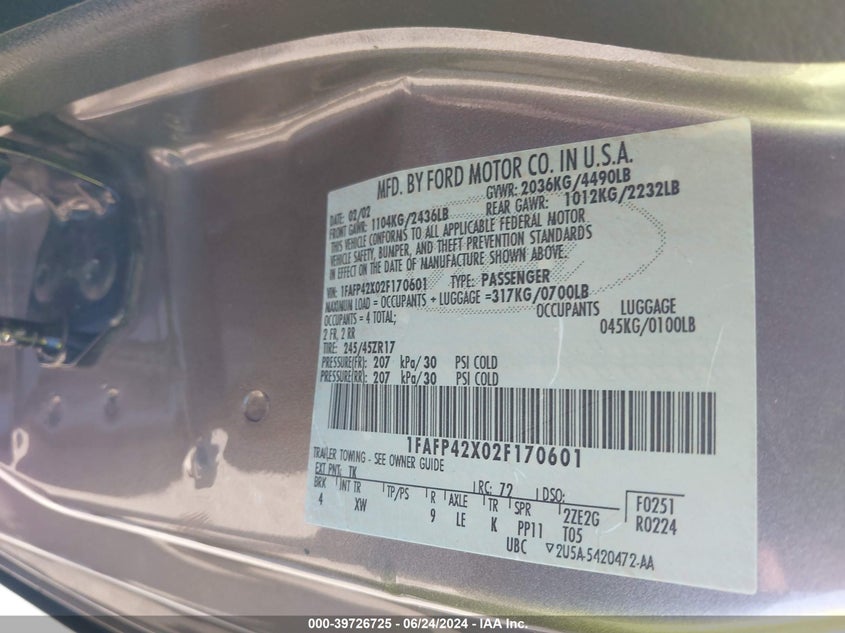 MFD. BY FORD MOTOR CO. IN U.S.A.
DATE: 02/02 GVWR: 2036KG/4490LB
FRONT GAWR: 1104KG/2436LB REAR GAWR: 1012KG/2232LB
THIS VEHICLE CONFORMS TO ALL APPLICABLE FEDERAL MOTOR
VEHICLE SAFETY, BUMPER, AND THEFT PREVENTION STANDARDS
IN EFFECT ON THE DATE OF MANUFACTURE SHOWN ABOVE.
VIN: 1FAFP42X02F170601 TYPE: PASSENGER
MAXIMUM LOAD = OCCUPANTS + LUGGAGE =317KG/0700LB
OCCUPANTS = 4 TOTAL; OCCUPANTS LUGGAGE
2 FR, 2 RR 045KG/0100LB
TIRE: 245/45ZR17
PRESSURE(FR): 207 kPa/30 PSI COLD
PRESSURE(RR): 207 kPa/30 PSI COLD
1FAFP42X02F170601
TRAILER TOWING - SEE OWNER GUIDE
EXT PNT: TK RC: 72 DSO: F0251
BRK INT TR TP/PS R AXLE TR SPR 2ZE2G R0224
4 XW 9 LE K PP11 T05
UBC ▽2U5A-5420472-AA
000-39726725 - 06/24/2024 - IAA Inc.